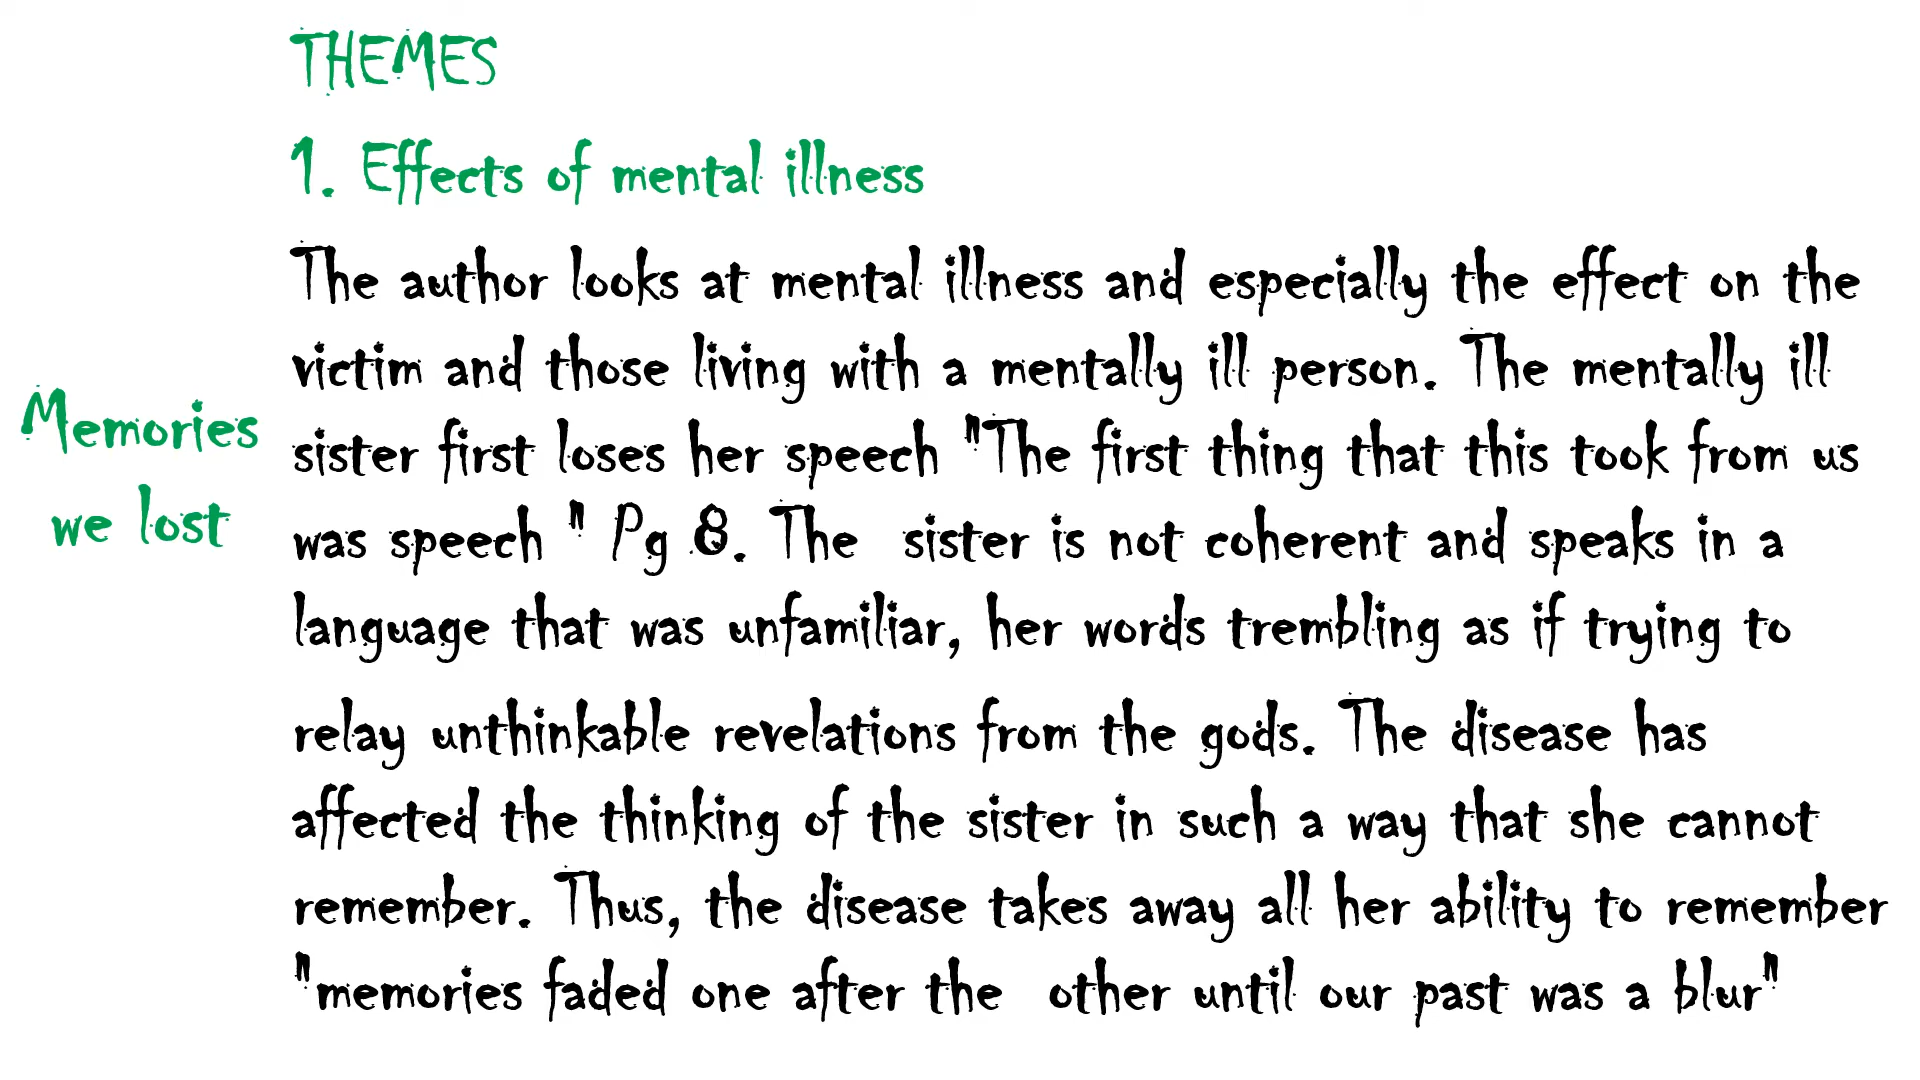 THEMES
1. Effects of mental illness
The author looks at mental illness and especially the effect on the
victim and those living with a mentally ill person. The mentally ill
sister first loses her speech "The first thing that this took from us
was speech " Pg 8. The sister is not coherent and speaks in a
language that was unfamiliar, her words trembling as if trying to
relay unthinkable revelations from the gods. The disease has
affected the thinking of the sister in such a way that she cannot
remember. Thus, the disease takes away all her ability to remember
"memories faded one after the other until our past was a blur"
Memories
we lost